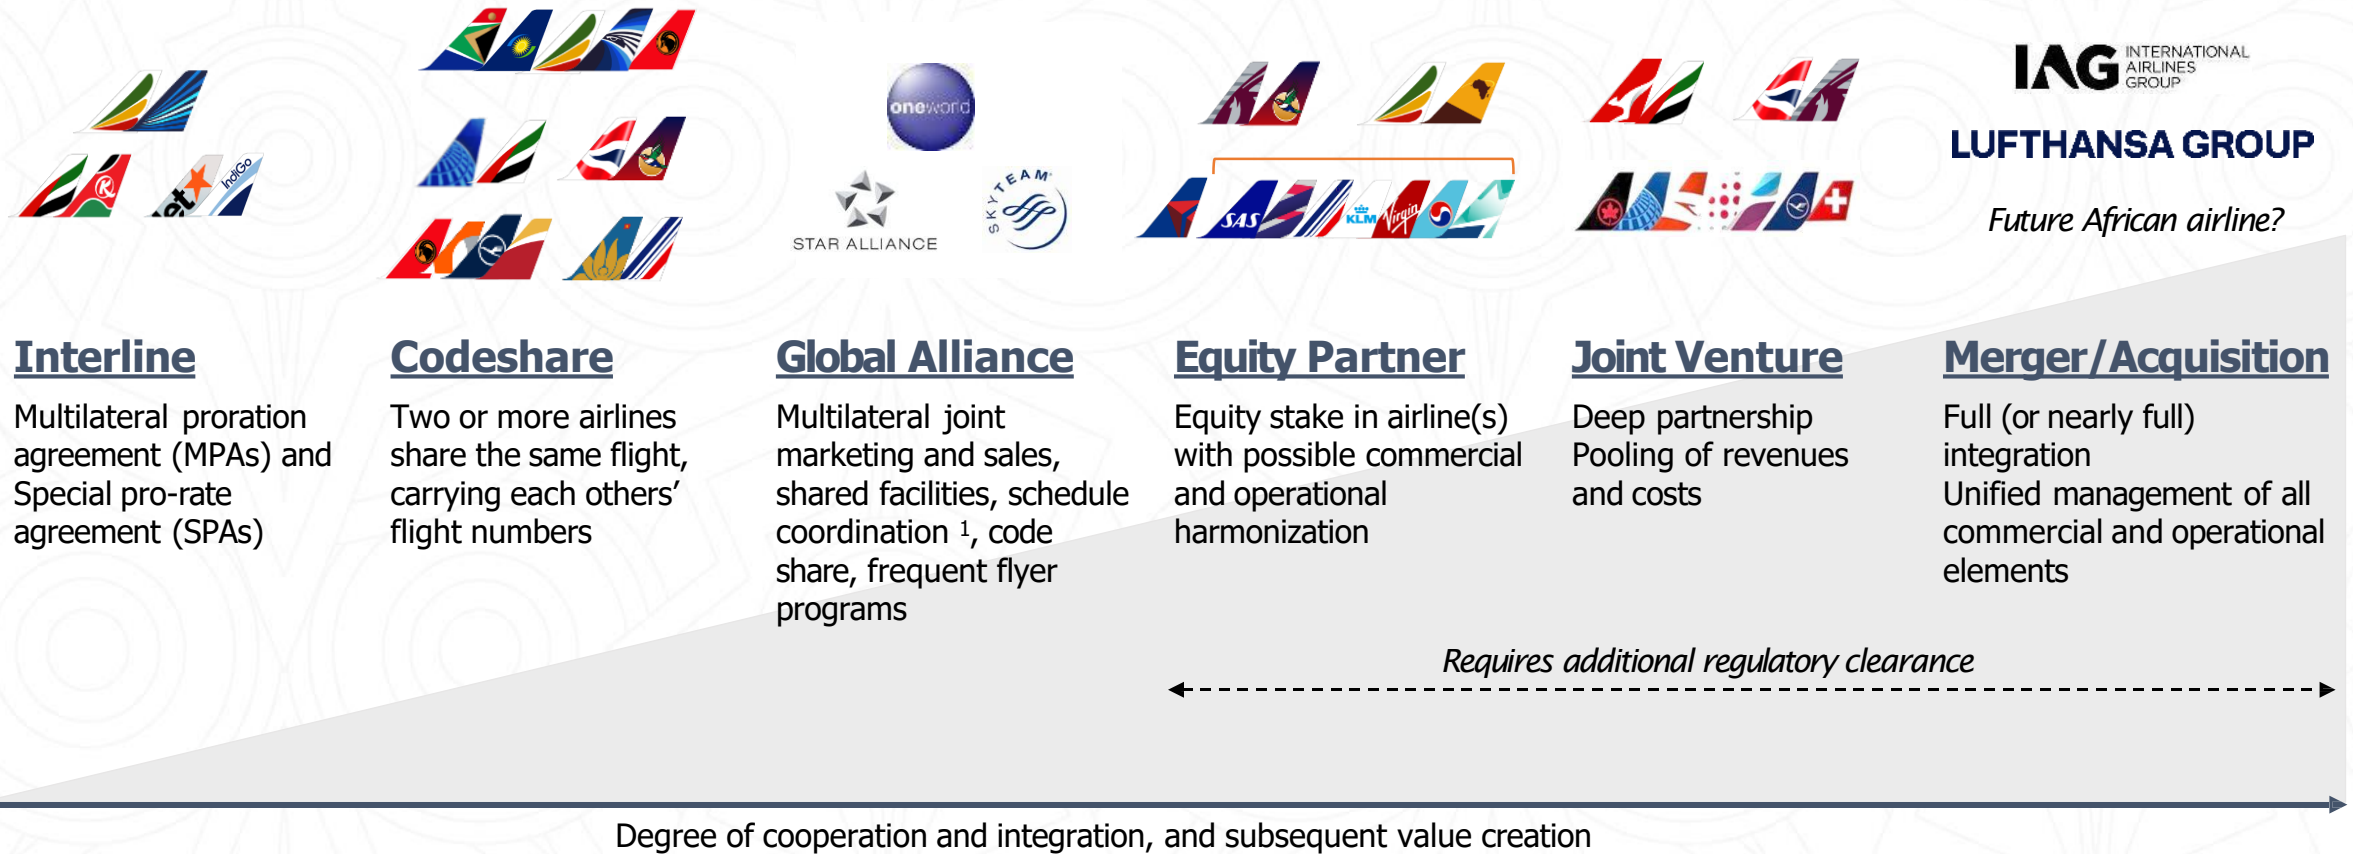 IndiGo
Jet
oneworld
STAR ALLIANCE
SKYTEAM
SAS
KLM
Virgin
IAG INTERNATIONAL
AIRLINES
GROUP
LUFTHANSA GROUP
Future African airline?
Interline
Multilateral proration
agreement (MPAs) and
Special pro-rate
agreement (SPAs)
Codeshare
Two or more airlines
share the same flight,
carrying each others’
flight numbers
Global Alliance
Multilateral joint
marketing and sales,
shared facilities, schedule
coordination 1, code
share, frequent flyer
programs
Equity Partner
Equity stake in airline(s)
with possible commercial
and operational
harmonization
Joint Venture
Deep partnership
Pooling of revenues
and costs
Merger/Acquisition
Full (or nearly full)
integration
Unified management of all
commercial and operational
elements
Requires additional regulatory clearance
Degree of cooperation and integration, and subsequent value creation